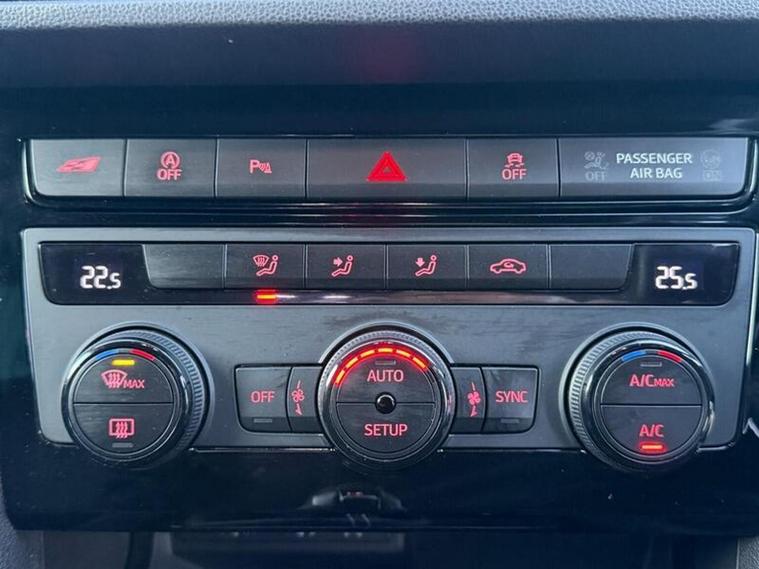 A
OFF
P
OFF
OFF
PASSENGER
AIR BAG
ON
22.5
25.5
MAX
OFF
AUTO
SETUP
SYNC
A/C MAX
A/C